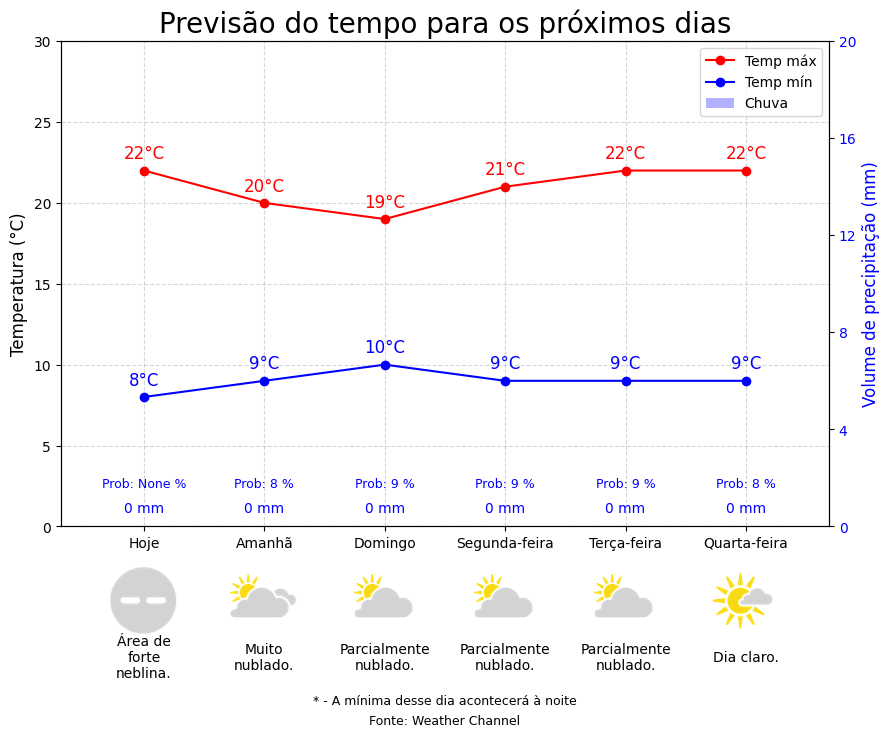 Previsão do tempo para os próximos dias
Temp máx
Temp mín
Chuva
Temperatura (°C)
Volume de precipitação (mm)
30
25
20
15
10
5
0
20
16
12
8
4
0
22°C
20°C
19°C
21°C
22°C
22°C
8°C
9°C
10°C
9°C
9°C
9°C
Prob: None %
Prob: 8 %
Prob: 9 %
Prob: 9 %
Prob: 9 %
Prob: 8 %
0 mm
0 mm
0 mm
0 mm
0 mm
0 mm
Hoje
Amanhã
Domingo
Segunda-feira
Terça-feira
Quarta-feira
Área de
forte
neblina.
Muito
nublado.
Parcialmente
nublado.
Parcialmente
nublado.
Parcialmente
nublado.
Dia claro.
* - A mínima desse dia acontecerá à noite
Fonte: Weather Channel